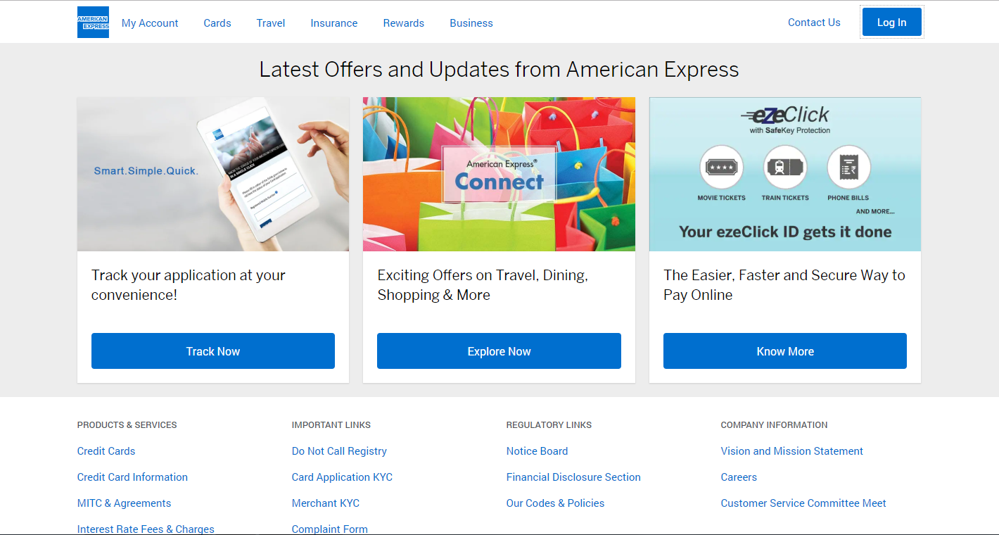 AMERICAN
EXPRESS
My Account Cards Travel Insurance Rewards Business Contact Us Log In
Latest Offers and Updates from American Express
Smart.Simple.Quick.
IN A SINGLE CLICK
Registered Mobile Number
American Express®
Connect
ezeClick
with SafeKey Protection
MOVIE TICKETS TRAIN TICKETS PHONE BILLS
AND MORE...
Your ezeClick ID gets it done
Track your application at your
convenience!
Track Now
Exciting Offers on Travel, Dining,
Shopping & More
Explore Now
The Easier, Faster and Secure Way to
Pay Online
Know More
PRODUCTS & SERVICES IMPORTANT LINKS REGULATORY LINKS COMPANY INFORMATION
Credit Cards Do Not Call Registry Notice Board Vision and Mission Statement
Credit Card Information Card Application KYC Financial Disclosure Section Careers
MITC & Agreements Merchant KYC Our Codes & Policies Customer Service Committee Meet
Interest Rate Fees & Charges Complaint Form